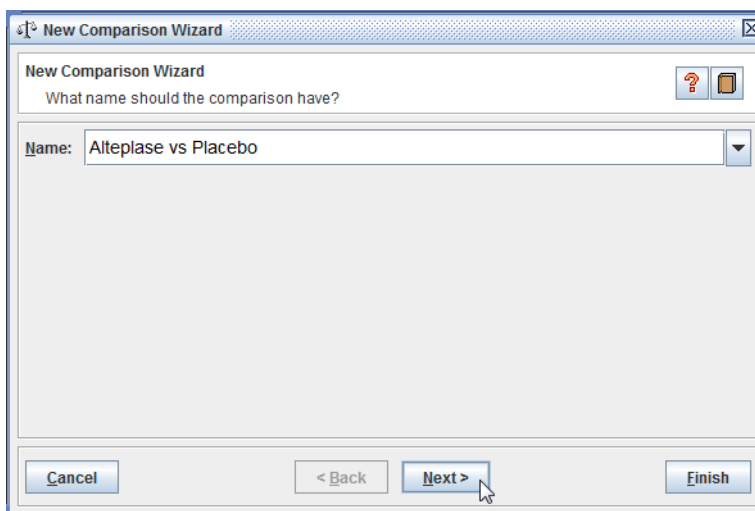 New Comparison Wizard
New Comparison Wizard
What name should the comparison have?
?
Name: Alteplase vs Placebo
Cancel < Back Next > Finish